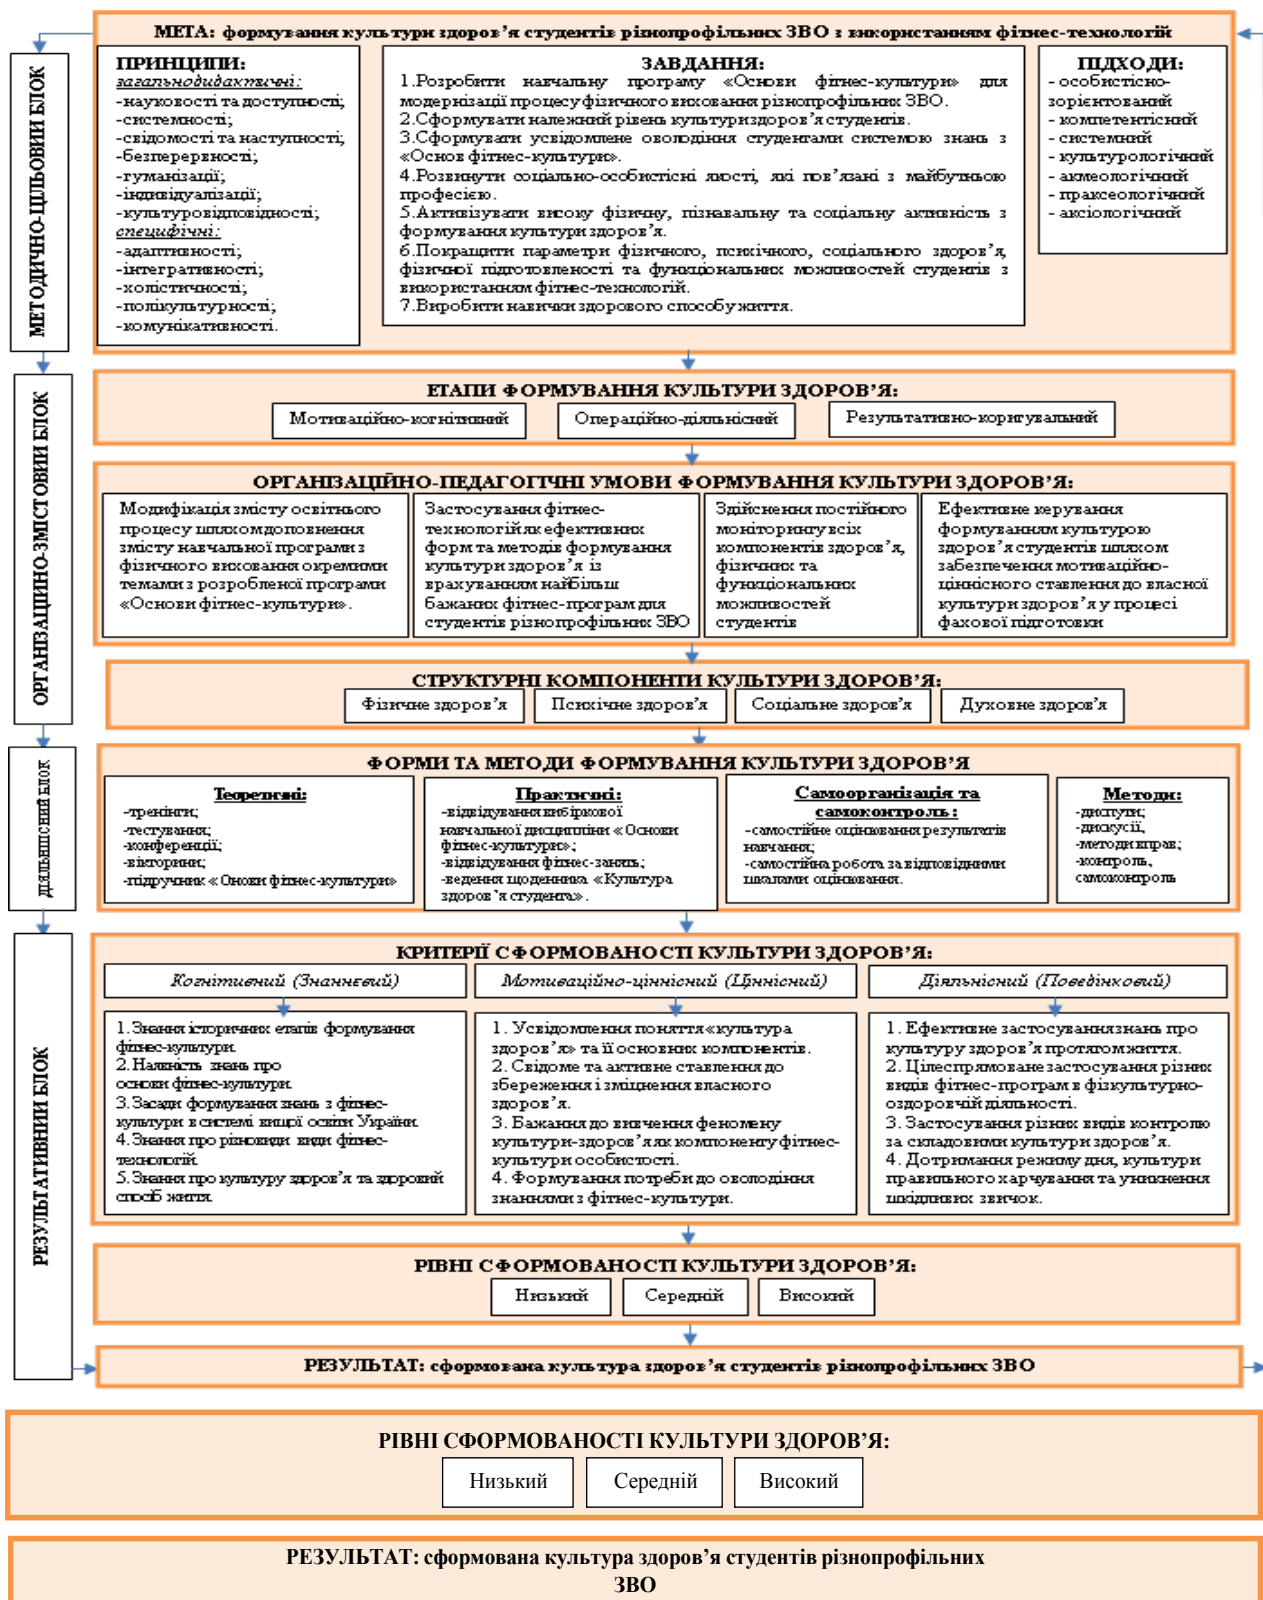 МЕТА: формування культури здоров’я студентів різнопрофільних ЗВО з використанням фітнес-технологій
МЕТОДИЧНО-ЦІЛЬОВИЙ БЛОК
ПРИНЦИПИ:
загальнодидактичні:
-науковості та доступності;
-системності;
-свідомості та наступності;
-безперервності;
-гуманізації;
-індивідуалізації;
-культуровідповідності;
специфічні:
-адаптивності;
-інтегративності;
-холістичності;
-полікультурності;
-комунікативності.
ЗАВДАННЯ:
1.Розробити навчальну програму «Основи фітнес-культури» для
модернізації процесу фізичного виховання різнопрофільних ЗВО.
2.Сформувати належний рівень культури здоров’я студентів.
3.Сформувати усвідомлене оволодіння студентами системою знань з
«Основ фітнес-культури».
4.Розвинути соціально-особистісні якості, які пов’язані з майбутньою
професією.
5.Активізувати високу фізичну, пізнавальну та соціальну активність з
формування культури здоров’я.
6.Покращити параметри фізичного, психічного, соціального здоров’я,
фізичної підготовленості та функціональних можливостей студентів з
використанням фітнес-технологій.
7.Виробити навички здорового способу життя.
ПІДХОДИ:
- особистісно-
зорієнтований
- компетентісний
- системний
- культурологічний
- акмеологічний
- праксеологічний
- аксіологічний
ОРГАНІЗАЦІЙНО-ЗМІСТОВИЙ БЛОК
ЕТАПИ ФОРМУВАННЯ КУЛЬТУРИ ЗДОРОВ’Я:
Мотиваційно-когнітивний
Операційно-діяльнісний
Результативно-коригувальний
ОРГАНІЗАЦІЙНО-ПЕДАГОГІЧНІ УМОВИ ФОРМУВАННЯ КУЛЬТУРИ ЗДОРОВ’Я:
Модифікація змісту освітнього
процесу шляхом доповнення
змісту навчальної програми з
фізичного виховання окремими
темами з розробленої програми
«Основи фітнес-культури».
Застосування фітнес-
технологій як ефективних
форм та методів формування
культури здоров’я із
врахуванням найбільш
бажаних фітнес-програм для
студентів різнопрофільних ЗВО
Здійснення постійного
моніторингу всіх
компонентів здоров’я,
фізичних та
функціональних
можливостей
студентів
Ефективне керування
формуванням культурою
здоров’я студентів шляхом
забезпечення мотиваційно-
ціннісного ставлення до власної
культури здоров’я у процесі
фахової підготовки
СТРУКТУРНІ КОМПОНЕНТИ КУЛЬТУРИ ЗДОРОВ’Я:
Фізичне здоров’я
Психічне здоров’я
Соціальне здоров’я
Духовне здоров’я
ДІЯЛЬНІСНИЙ БЛОК
ФОРМИ ТА МЕТОДИ ФОРМУВАННЯ КУЛЬТУРИ ЗДОРОВ’Я
Теоретичні:
-тренінги;
-тестування;
-конференції;
-вікторини;
-підручник «Онови фітнес-культури»
Практичні:
-відвідування вибіркової
навчальної дисципліни «Основи
фітнес-культури»;
-відвідування фітнес-занять;
-ведення щоденника «Культура
здоров’я студента».
Самоорганізація та
самоконтроль:
-самостійне оцінювання результатів
навчання;
-самостійна робота за відповідними
шкалами оцінювання.
Методи:
-диспути;
-дискусії,
-методи вправ;
-контроль,
самоконтроль
РЕЗУЛЬТАТИВНИЙ БЛОК
КРИТЕРІЇ СФОРМОВАНОСТІ КУЛЬТУРИ ЗДОРОВ’Я:
Когнітивний (Знаннєвий)
Мотиваційно-ціннісний (Ціннісний)
Діяльнісний (Поведінковий)
1.Знання історичних етапів формування
фітнес-культури.
2.Наявність знань про
основи фітнес-культури.
3.Засади формування знань з фітнес-
культури в системі вищої освіти України.
4.Знання про різновиди види фітнес-
технологій.
5.Знання про культуру здоров’я та здоровий
спосіб життя.
1. Усвідомлення поняття «культура
здоров’я» та її основних компонентів.
2. Свідоме та активне ставлення до
збереження і зміцнення власного
здоров’я.
3. Бажання до вивчення феномену
культури-здоров’я як компоненту фітнес-
культури особистості.
4. Формування потреби до оволодіння
знаннями з фітнес-культури.
1. Ефективне застосування знань про
культуру здоров’я протягом життя.
2. Цілеспрямоване застосування різних
видів фітнес-програм в фізкультурно-
оздоровчій діяльності.
3. Застосування різних видів контролю
за складовими культури здоров’я.
4. Дотримання режиму дня, культури
правильного харчування та уникнення
шкідливих звичок.
РІВНІ СФОРМОВАНОСТІ КУЛЬТУРИ ЗДОРОВ’Я:
Низький
Середній
Високий
РЕЗУЛЬТАТ: сформована культура здоров’я студентів різнопрофільних ЗВО
РІВНІ СФОРМОВАНОСТІ КУЛЬТУРИ ЗДОРОВ’Я:
Низький
Середній
Високий
РЕЗУЛЬТАТ: сформована культура здоров’я студентів різнопрофільних
ЗВО